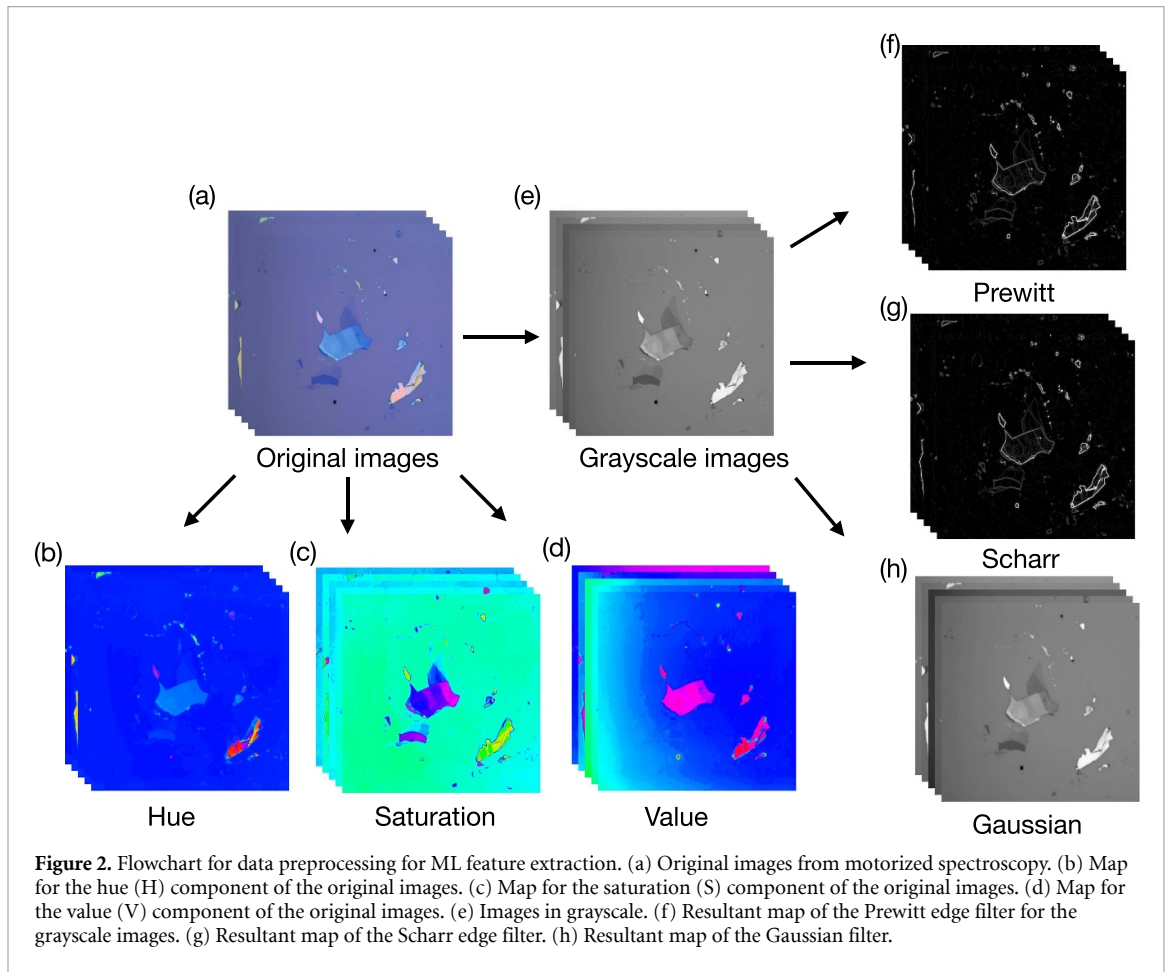 (f)
(a)
(e)
Prewitt
(g)
Original images
Grayscale images
Scharr
(b)
(c)
(d)
(h)
Hue
Saturation
Value
Gaussian
Figure 2. Flowchart for data preprocessing for ML feature extraction. (a) Original images from motorized spectroscopy. (b) Map
for the hue (H) component of the original images. (c) Map for the saturation (S) component of the original images. (d) Map for
the value (V) component of the original images. (e) Images in grayscale. (f) Resultant map of the Prewitt edge filter for the
grayscale images. (g) Resultant map of the Scharr edge filter. (h) Resultant map of the Gaussian filter.